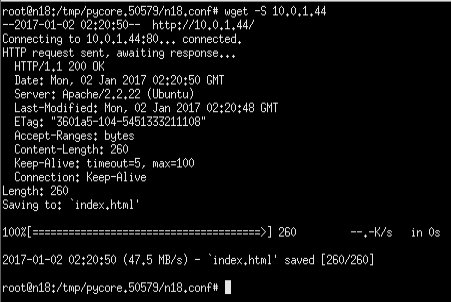 root@n18:/tmp/pycore.50579/n18.conf# wget -S 10.0.1.44
--2017-01-02 02:20:50--  http://10.0.1.44/
Connecting to 10.0.1.44:80... connected.
HTTP request sent, awaiting response...
  HTTP/1.1 200 OK
  Date: Mon, 02 Jan 2017 02:20:50 GMT
  Server: Apache/2.2.22 (Ubuntu)
  Last-Modified: Mon, 02 Jan 2017 02:20:48 GMT
  ETag: "3601a5-104-5451333211108"
  Accept-Ranges: bytes
  Content-Length: 260
  Keep-Alive: timeout=5, max=100
  Connection: Keep-Alive
Length: 260
Saving to: `index.html'
100%[======================================>] 260         --.-K/s   in 0s
2017-01-02 02:20:50 (47.5 MB/s) - `index.html' saved [260/260]
root@n18:/tmp/pycore.50579/n18.conf#